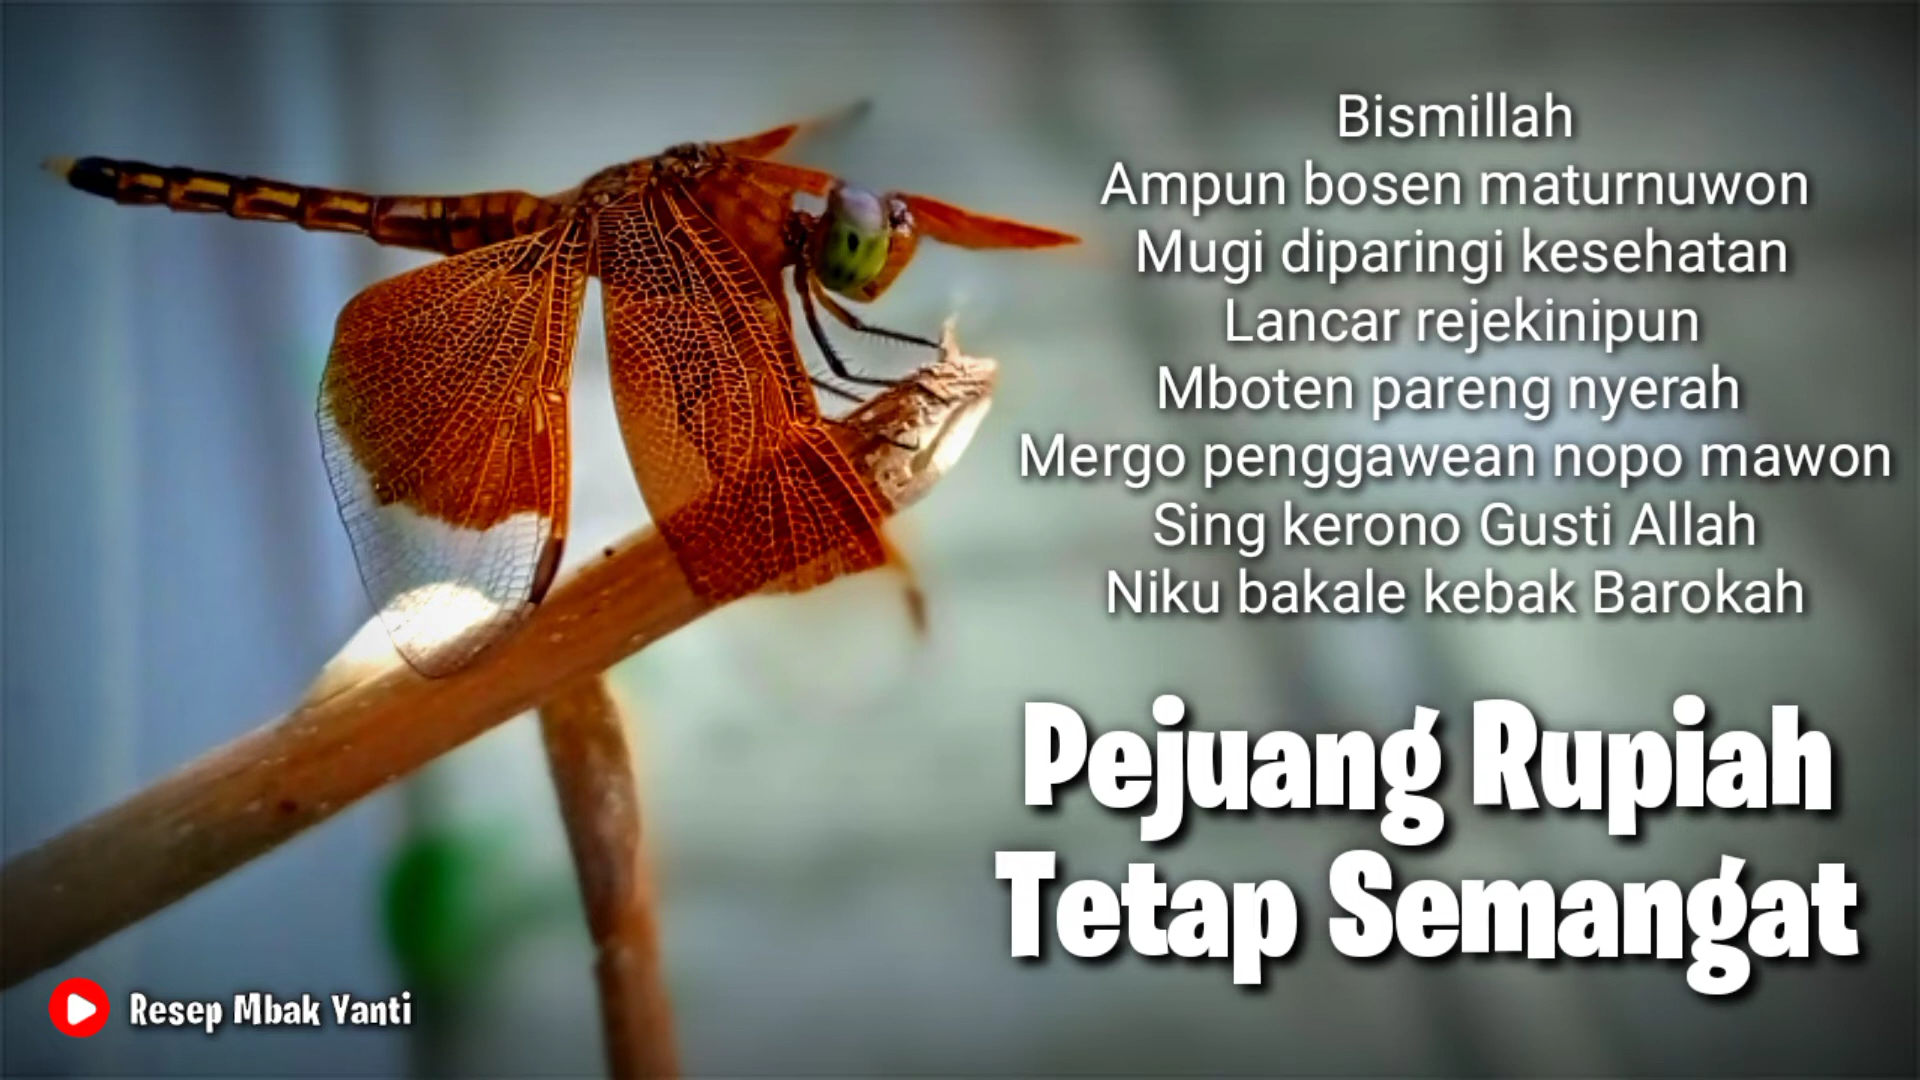 Bismillah
Ampun bosen maturnuwon
Mugi diparingi kesehatan
Lancar rejekinipun
Mboten pareng nyerah
Mergo penggawean nopo mawon
Sing kerono Gusti Allah
Niku bakale kebak Barokah
Pejuang Rupiah
Tetap Semangat
Resep Mbak Yanti